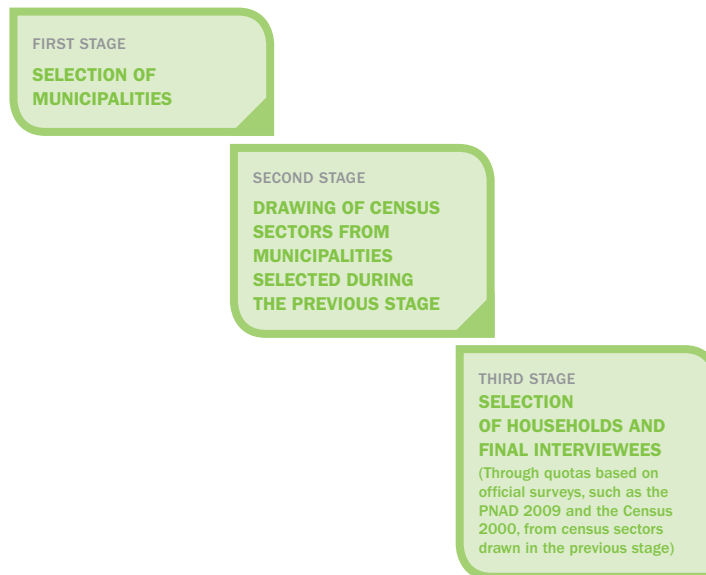 FIRST STAGE
SELECTION OF
MUNICIPALITIES
SECOND STAGE
DRAWING OF CENSUS
SECTORS FROM
MUNICIPALITIES
SELECTED DURING
THE PREVIOUS STAGE
THIRD STAGE
SELECTION
OF HOUSEHOLDS AND
FINAL INTERVIEWEES
(Through quotas based on
official surveys, such as the
PNAD 2009 and the Census
2000, from census sectors
drawn in the previous stage)